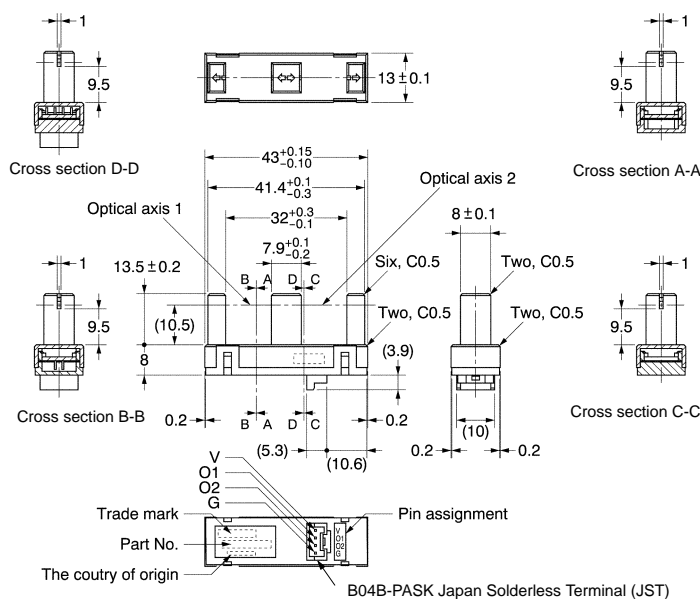 1
1
9.5
13±0.1
9.5
Cross section D-D
43+0.15 -0.10
Cross section A-A
41.4+0.1 -0.3
Optical axis 2
Optical axis 1
32+0.3 -0.1
8±0.1
7.9+0.1 -0.2
1
13.5±0.2
B A D C
Six, C0.5
Two, C0.5
1
9.5
(10.5)
Two, C0.5
Two, C0.5
9.5
8
(3.9)
Cross section B-B
0.2
B A D C
0.2
(10)
Cross section C-C
(5.3)
(10.6)
0.2
0.2
V
O1
O2
G
Trade mark
Pin assignment
V
O1
O2
G
Part No.
The coutry of origin
B04B-PASK Japan Solderless Terminal (JST)